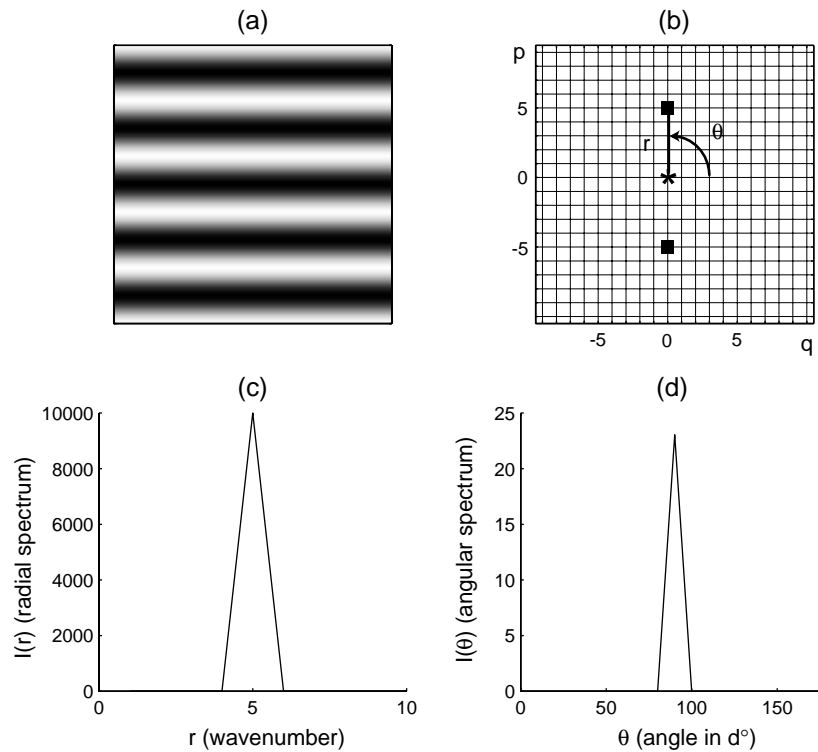 (a)
(b)
p
5
0
-5
r
θ
-5 0 5 q
(c)
10000
8000
6000
4000
2000
0
I(r) (radial spectrum)
0 5 10
r (wavenumber)
(d)
25
20
15
10
5
0
I(θ) (angular spectrum)
0 50 100 150
θ (angle in d°)